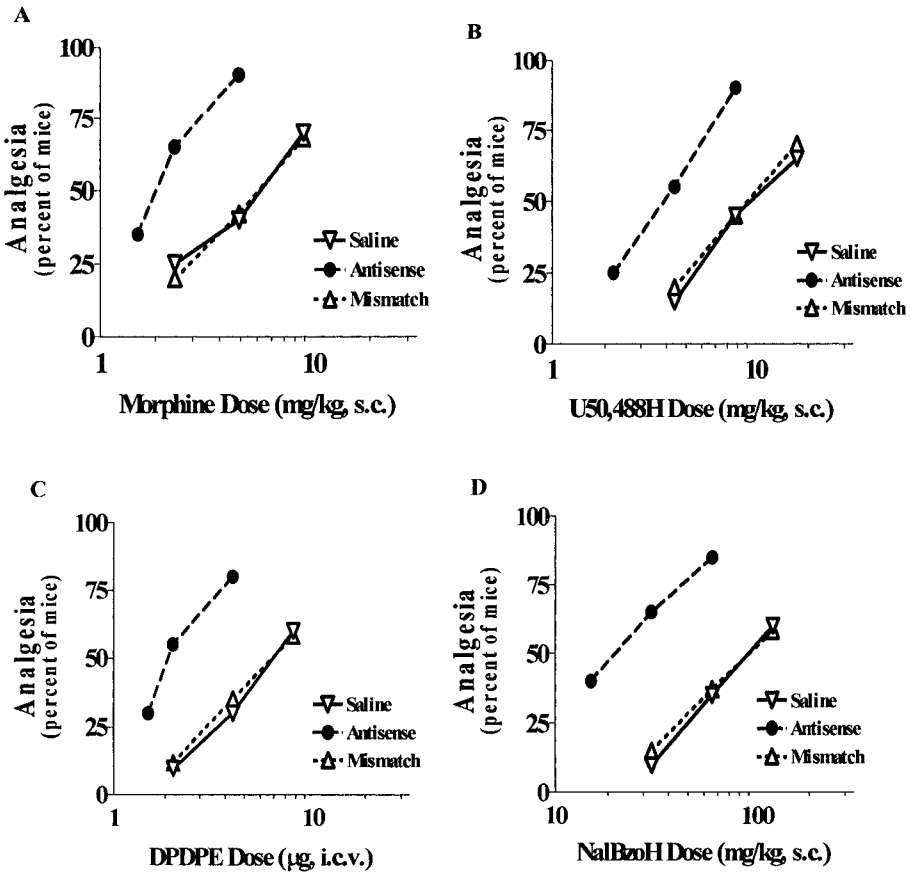 A
Analgesia
(percent of mice)
100
75
50
25
0
1
10
Saline
Antisense
Mismatch
Morphine Dose (mg/kg, s.c.)
B
Analgesia
(percent of mice)
100
75
50
25
0
1
10
Saline
Antisense
Mismatch
U50,488H Dose (mg/kg, s.c.)
C
Analgesia
(percent of mice)
100
75
50
25
0
1
10
Saline
Antisense
Mismatch
DPDPE Dose (μg, i.c.v.)
D
Analgesia
(percent of mice)
100
75
50
25
0
10
100
Saline
Antisense
Mismatch
NalBzoH Dose (mg/kg, s.c.)